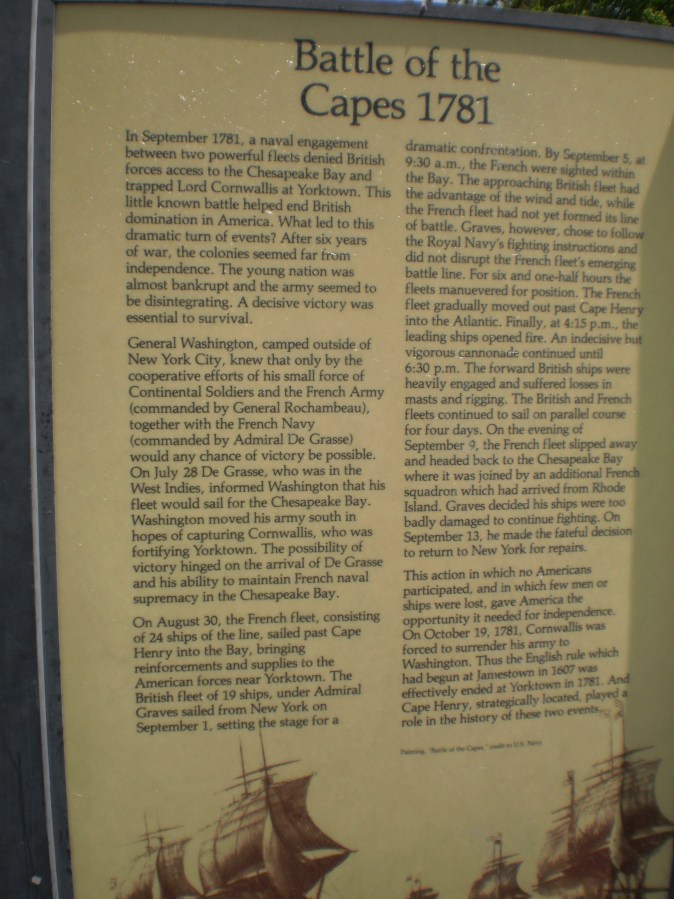 Battle of the
Capes 1781
In September 1781, a naval engagement
between two powerful fleets denied British
forces access to the Chesapeake Bay and
trapped Lord Cornwallis at Yorktown. This
little known battle helped end British
domination in America. What led to this
dramatic turn of events? After six years
of war, the colonies seemed far from
independence. The young nation was
almost bankrupt and the army seemed to
be disintegrating. A decisive victory was
essential to survival.
General Washington, camped outside of
New York City, knew that only by the
cooperative efforts of his small force of
Continental Soldiers and the French Army
(commanded by General Rochambeau),
together with the French Navy
(commanded by Admiral De Grasse)
would any chance of victory be possible.
On July 28 De Grasse, who was in the
West Indies, informed Washington that his
fleet would sail for the Chesapeake Bay.
Washington moved his army south in
hopes of capturing Cornwallis, who was
fortifying Yorktown. The possibility of
victory hinged on the arrival of De Grasse
and his ability to maintain French naval
supremacy in the Chesapeake Bay.
On August 30, the French fleet, consisting
of 24 ships of the line, sailed past Cape
Henry into the Bay, bringing
reinforcements and supplies to the
American forces near Yorktown. The
British fleet of 19 ships, under Admiral
Graves sailed from New York on
September 1, setting the stage for a
dramatic confrontation. By September 5, at
9:30 a.m., the French were sighted within
the Bay. The approaching British fleet had
the advantage of the wind and tide, while
the French fleet had not yet formed its line
of battle. Graves, however, chose to follow
the Royal Navy's fighting instructions and
did not disrupt the French fleet's emerging
battle line. For six and one-half hours the
fleets manuevered for position. The French
fleet gradually moved out past Cape Henry
into the Atlantic. Finally, at 4:15 p.m., the
leading ships opened fire. An indecisive but
vigorous cannonade continued until
6:30 p.m. The forward British ships were
heavily engaged and suffered losses in
masts and rigging. The British and French
fleets continued to sail on parallel course
for four days. On the evening of
September 9, the French fleet slipped away
and headed back to the Chesapeake Bay
where it was joined by an additional French
squadron which had arrived from Rhode
Island. Graves decided his ships were too
badly damaged to continue fighting. On
September 13, he made the fateful decision
to return to New York for repairs.
This action in which no Americans
participated, and in which few men or
ships were lost, gave America the
opportunity it needed for independence.
On October 19, 1781, Cornwallis was
forced to surrender his army to
Washington. Thus the English rule which
had begun at Jamestown in 1607 was
effectively ended at Yorktown in 1781. And
Cape Henry, strategically located, played a
role in the history of these two events.
Painting, "Battle of the Capes," credit to U.S. Navy